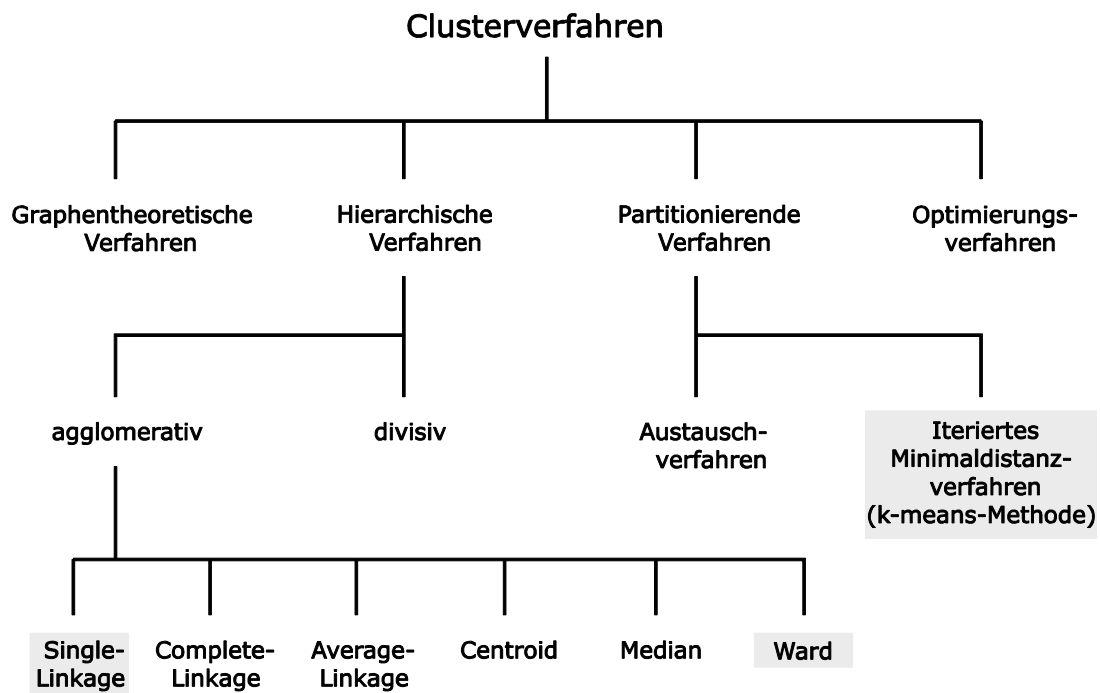 Clusterverfahren
Graphentheoretische
Verfahren
Hierarchische
Verfahren
Partitionierende
Verfahren
Optimierungs-
verfahren
agglomerativ
divisiv
Austausch-
verfahren
Iteriertes
Minimaldistanz-
verfahren
(k-means-Methode)
Single-
Linkage
Complete-
Linkage
Average-
Linkage
Centroid
Median
Ward